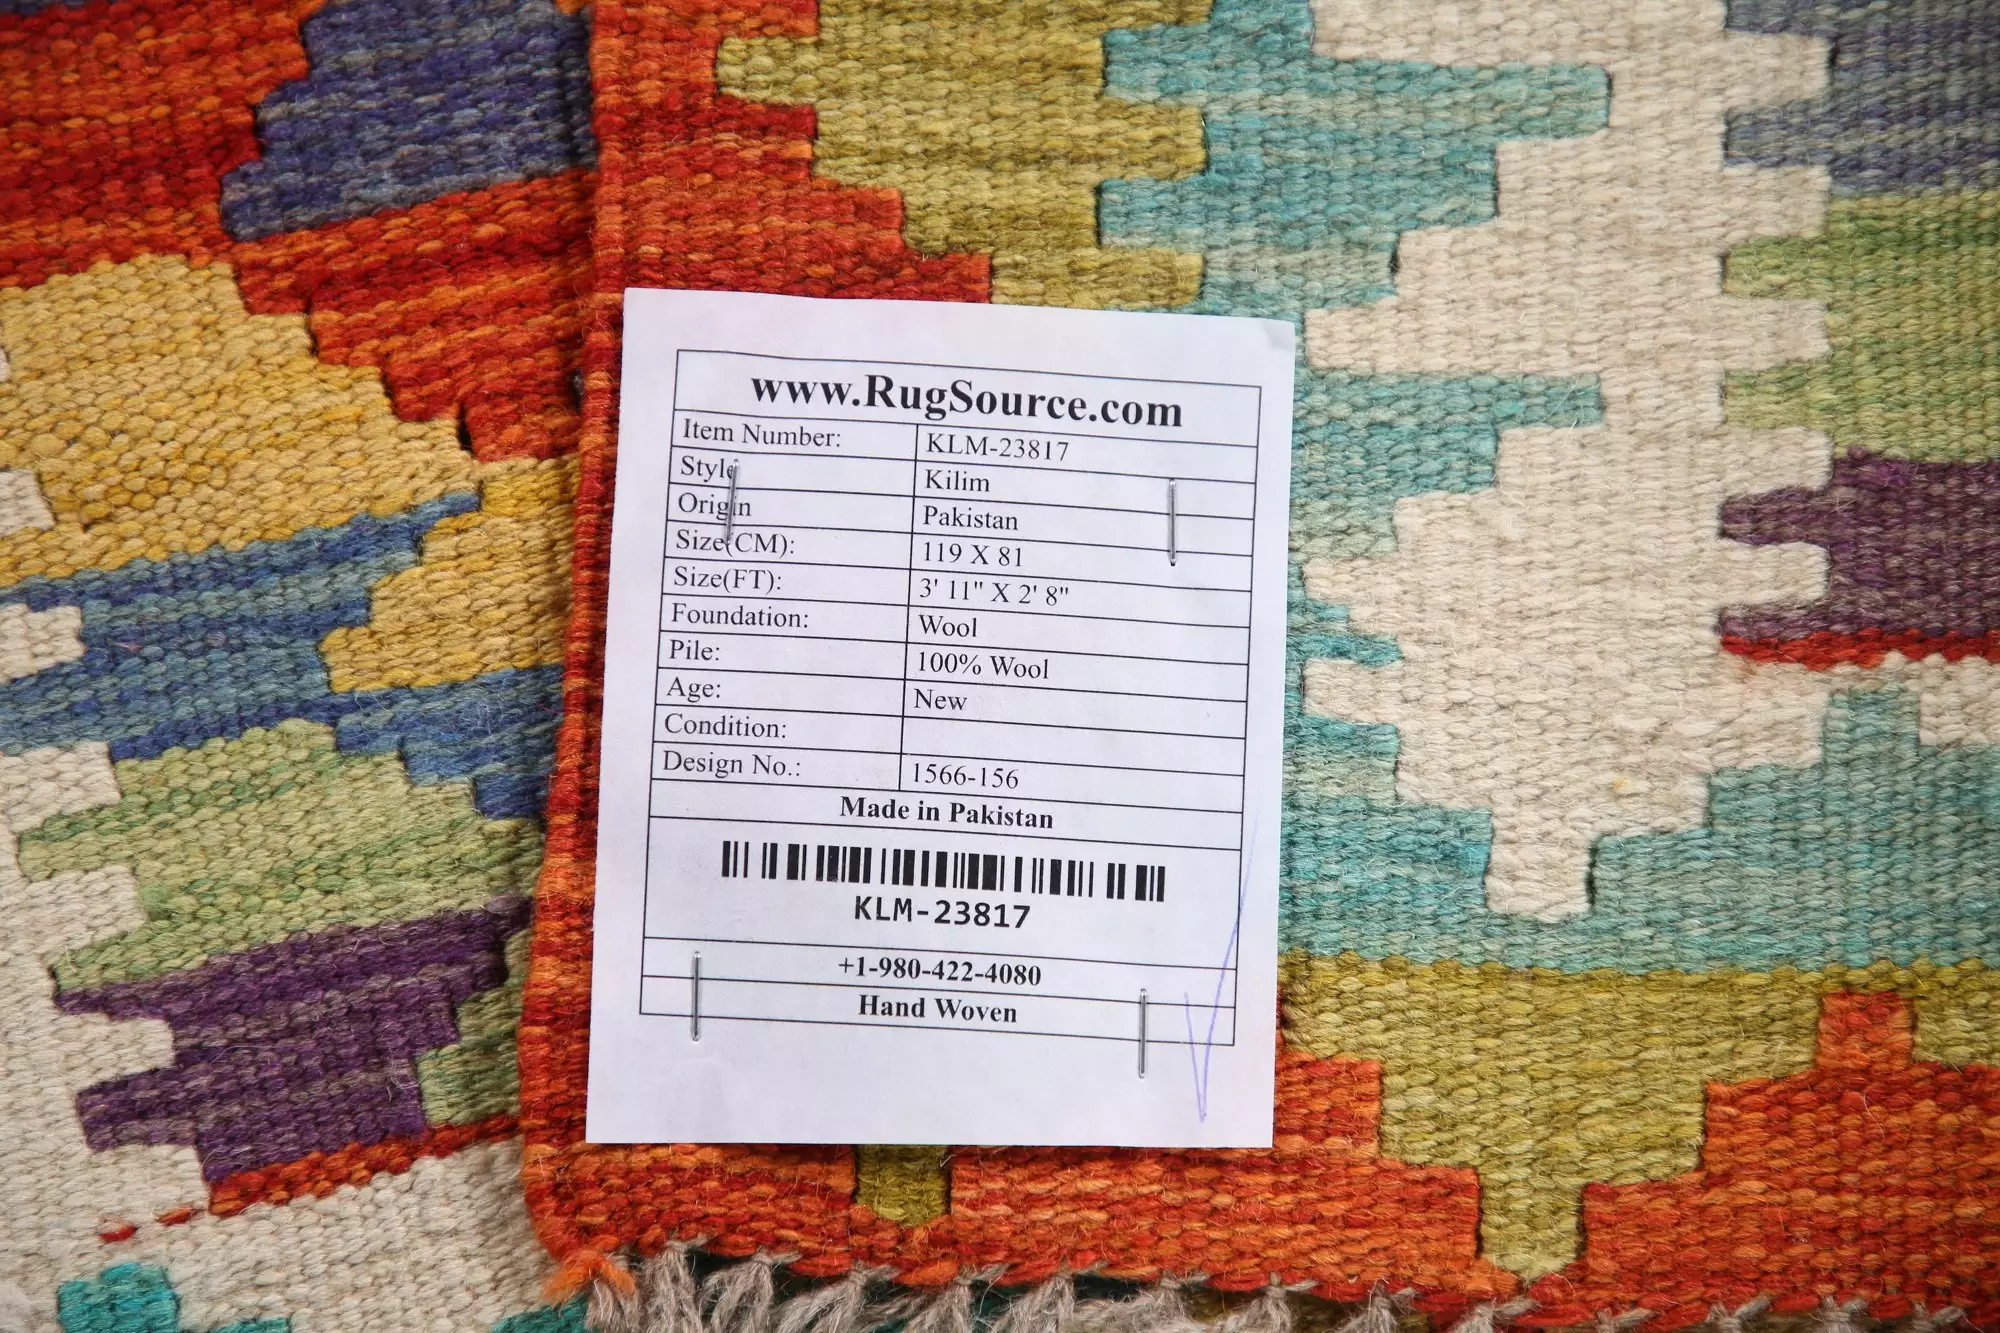 www.RugSource.com
Item Number: KLM-23817
Style Kilim
Origin Pakistan
Size(CM): 119 X 81
Size(FT): 3' 11" X 2' 8"
Foundation: Wool
Pile: 100% Wool
Age: New
Condition:
Design No.: 1566-156
Made in Pakistan
KLM-23817
+1-980-422-4080
Hand Woven